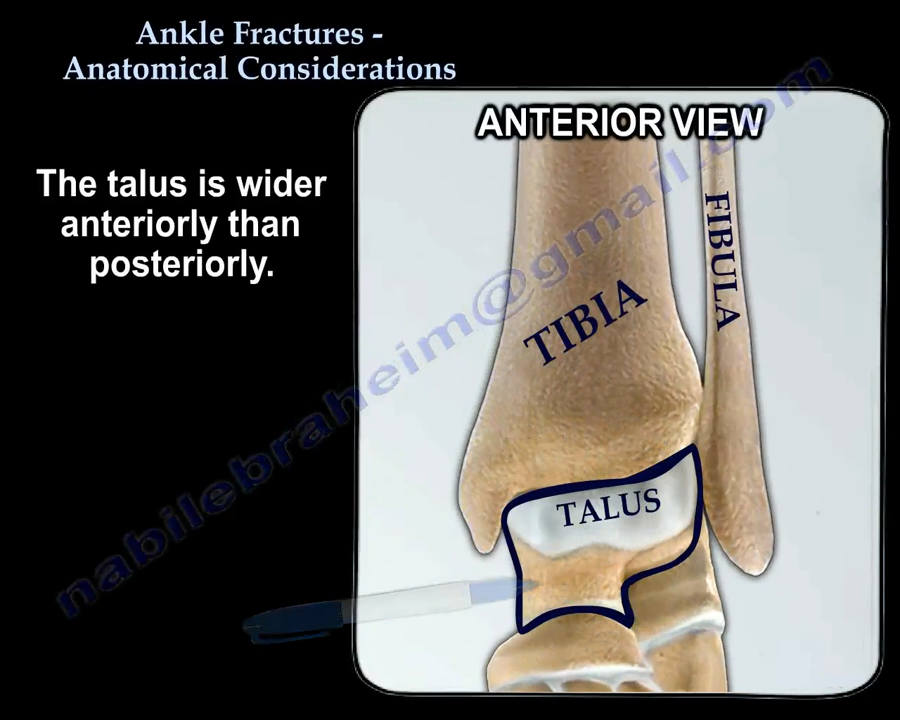 Ankle Fractures -
Anatomical Considerations
The talus is wider
anteriorly than
posteriorly.
ANTERIOR VIEW
FIBULA
TIBIA
TALUS
nabilebraheim@gmail.com